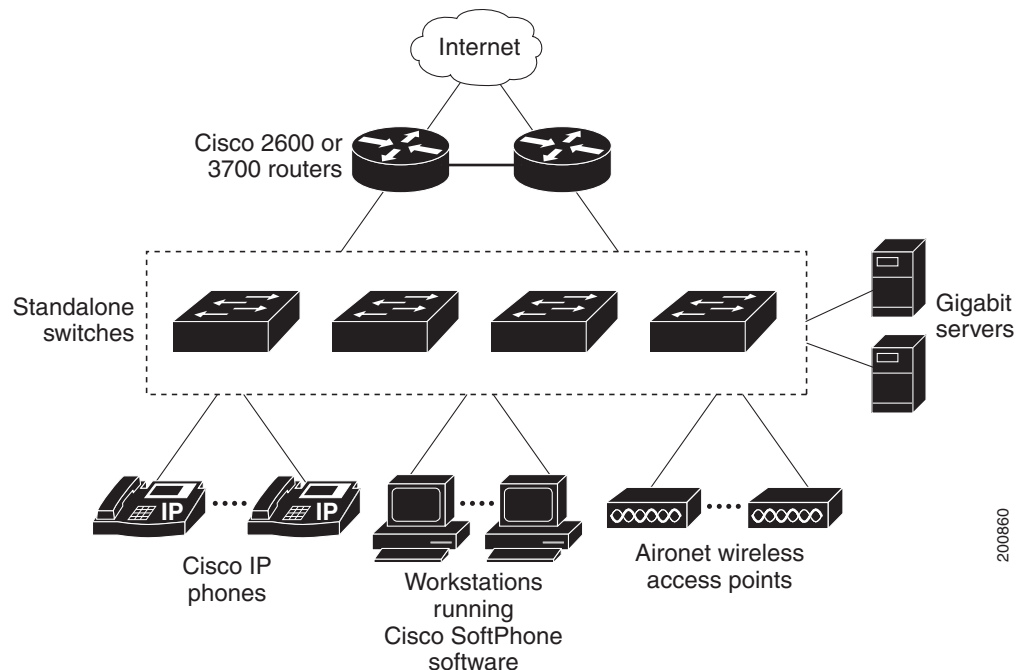 Internet
Cisco 2600 or
3700 routers
Standalone
switches
Gigabit
servers
IP
IP
Cisco IP
phones
Workstations
running
Cisco SoftPhone
software
Aironet wireless
access points
200860